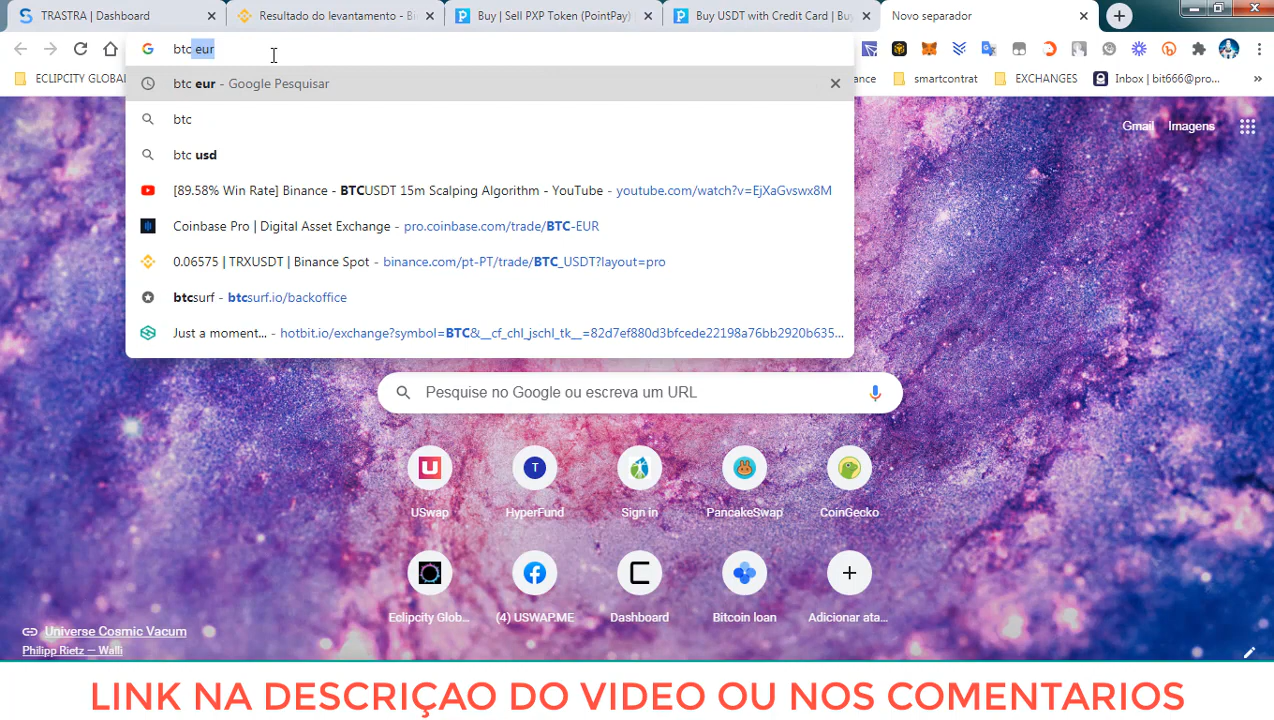 TRASTRA | Dashboard
Resultado do levantamento - Bi
Buy | Sell PXP Token (PointPay)
Buy USDT with Credit Card | Bu
Novo separador
btc eur
ECLIPCITY GLOBA
smartcontrat
EXCHANGES
Inbox | bit666@pro...
»
btc eur - Google Pesquisar
btc
btc usd
[89.58% Win Rate] Binance - BTCUSDT 15m Scalping Algorithm - YouTube - youtube.com/watch?v=EjXaGvswx8M
Coinbase Pro | Digital Asset Exchange - pro.coinbase.com/trade/BTC-EUR
0.06575 | TRXUSDT | Binance Spot - binance.com/pt-PT/trade/BTC_USDT?layout=pro
btcsurf - btcsurf.io/backoffice
Just a moment... - hotbit.io/exchange?symbol=BTC&__cf_chl_jschl_tk__=82d7ef880d3bfcede22198a76bb2920b635...
Gmail
Imagens
Pesquise no Google ou escreva um URL
USwap
HyperFund
Sign in
PancakeSwap
CoinGecko
Eclipcity Glob...
(4) USWAP.ME
Dashboard
Bitcoin loan
Adicionar ata...
Universe Cosmic Vacum
Philipp Rietz — Walli
LINK NA DESCRIÇAO DO VIDEO OU NOS COMENTARIOS